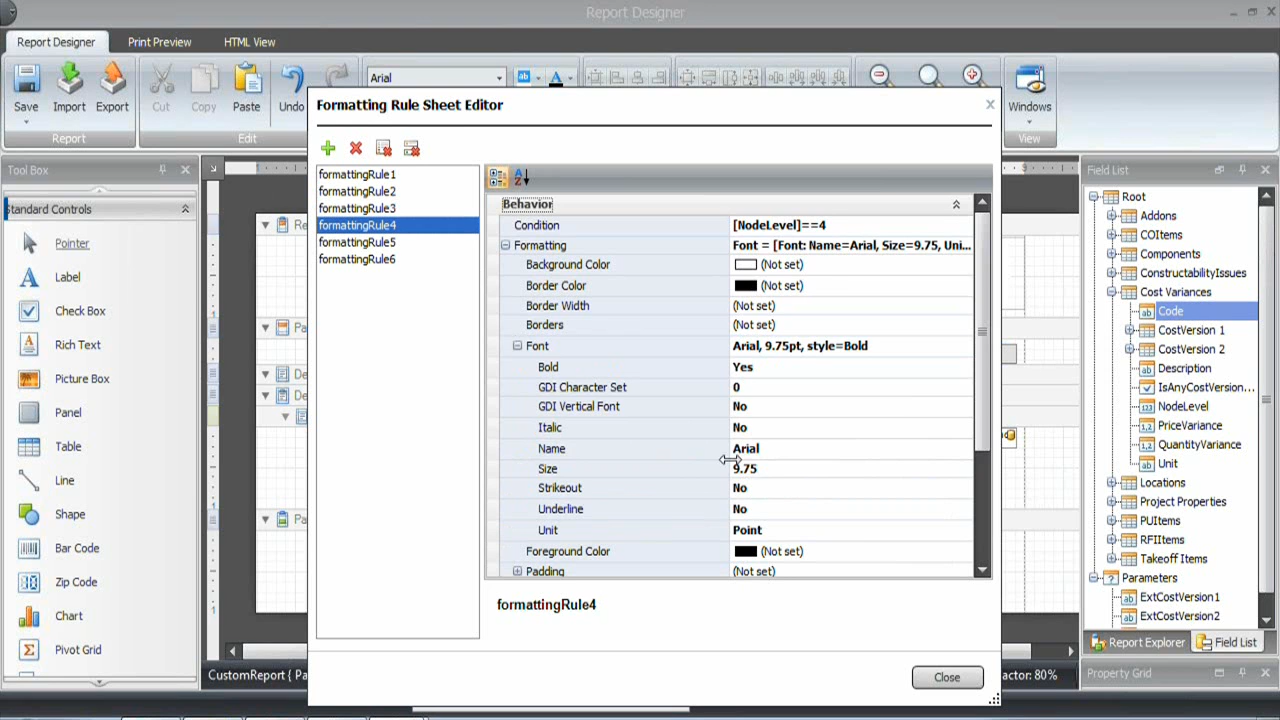 Report Designer
Report Designer
Print Preview
HTML View
Save
Import
Export
Cut
Copy
Paste
Undo
Arial
Windows
Report
Edit
View
Formatting Rule Sheet Editor
Tool Box
Standard Controls
Pointer
Label
Check Box
Rich Text
Picture Box
Panel
Table
Line
Shape
Bar Code
Zip Code
Chart
Pivot Grid
Re
Pa
De
De
Pa
CustomReport { Pa
actor: 80%
formattingRule1
formattingRule2
formattingRule3
formattingRule4
formattingRule5
formattingRule6
Behavior
Condition [NodeLevel]==4
Formatting Font = [Font: Name=Arial, Size=9.75, Uni...
Background Color (Not set)
Border Color (Not set)
Border Width (Not set)
Borders (Not set)
Font Arial, 9.75pt, style=Bold
Bold Yes
GDI Character Set 0
GDI Vertical Font No
Italic No
Name Arial
Size 9.75
Strikeout No
Underline No
Unit Point
Foreground Color (Not set)
Padding (Not set)
formattingRule4
Close
Field List
Root
Addons
COItems
Components
ConstructabilityIssues
Cost Variances
Code
CostVersion 1
CostVersion 2
Description
IsAnyCostVersion...
NodeLevel
PriceVariance
QuantityVariance
Unit
Locations
Project Properties
PUItems
RFIItems
Takeoff Items
Parameters
ExtCostVersion1
ExtCostVersion2
Report Explorer
Field List
Property Grid